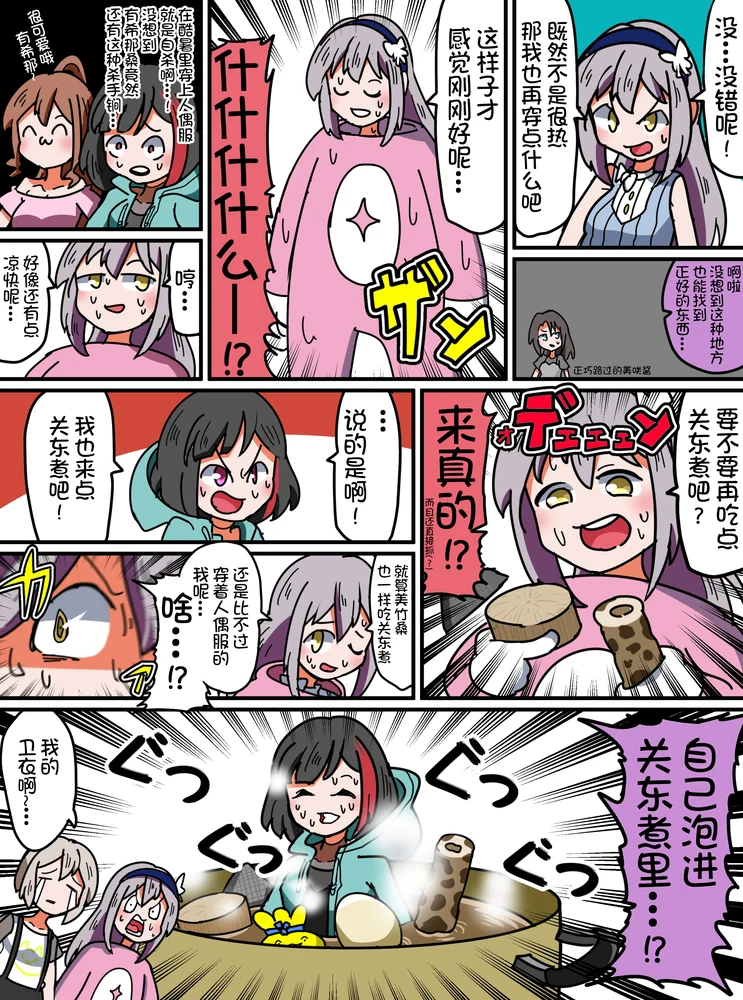 没…没错呢！
既然不是很热
那我也再穿点什么吧
啊啦
没想到这种地方
也能找到
正好的东西…
正巧路过的美咲酱
这样子才
感觉刚刚好呢…
ザンッ
什什什什么ー!?
在酷暑里穿上人偶服
就是自杀啊…！
没想到
有希那桑竟然
还有这种杀手锏…
很可爱哦
有希那～
哼…
好像还有点
凉快呢…
要不要再吃点
关东煮吧？
オデェェェン
来真的!?
而且还直接抓(？)
…
说的是啊！
我也来点
关东煮吧！
就算美竹桑
也一样吃关东煮
还是比不过
穿着人偶服的
我呢…
啥…!?
カッ
自己泡进
关东煮里…!?
ぐつ
ぐつ
ぐつ
ぐつ
我的
卫衣啊~…